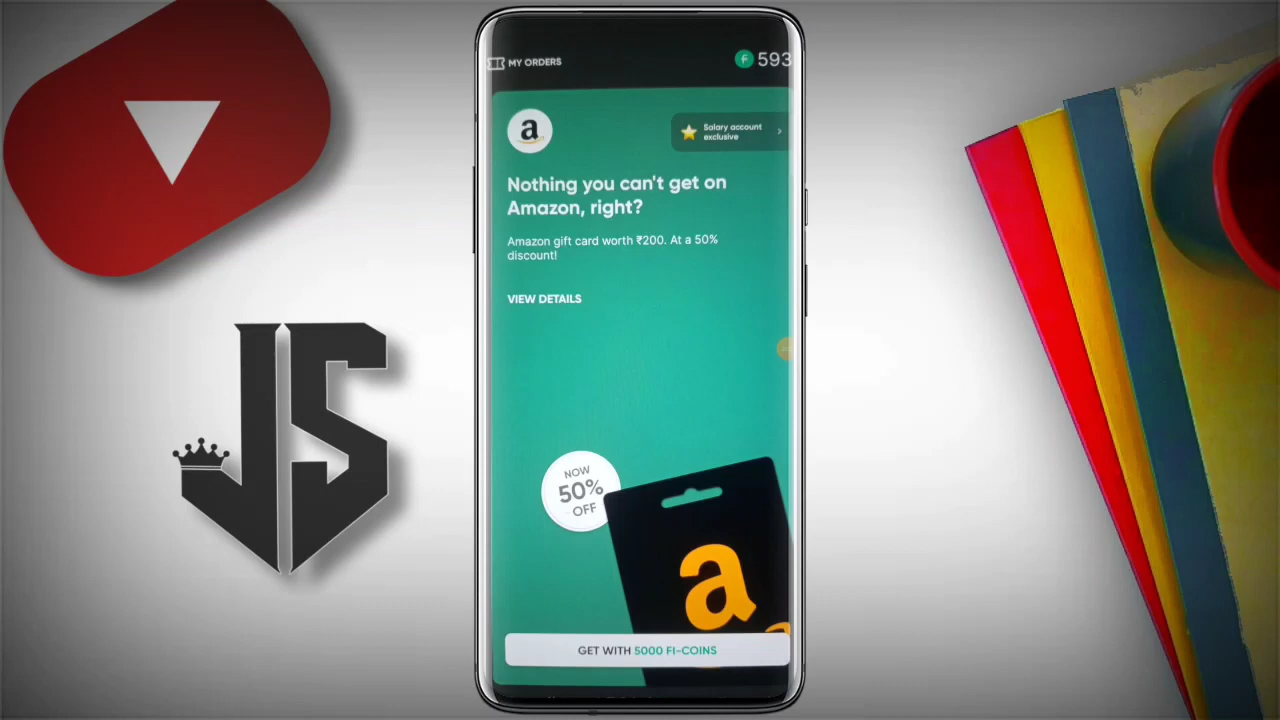 MY ORDERS
593
a
Salary account
exclusive
Nothing you can't get on
Amazon, right?
Amazon gift card worth ₹200. At a 50%
discount!
VIEW DETAILS
NOW
50%
OFF
JS
a
GET WITH 5000 FI-COINS